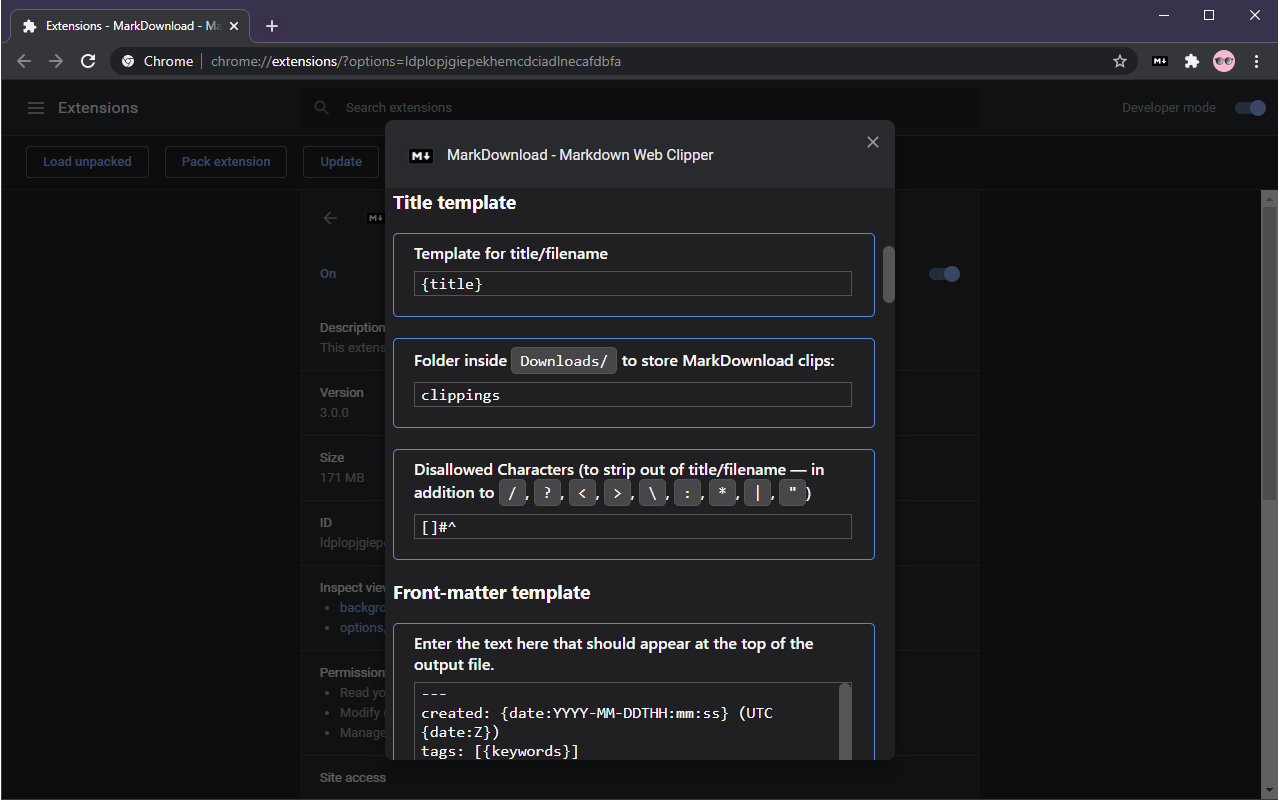 Extensions - MarkDownload - Ma
Chrome
chrome://extensions/?options=ldplopjgiepekhemcdciadlnecafdbfa
M↓
Extensions
Search extensions
Developer mode
Load unpacked
Pack extension
Update
M↓
MarkDownload - Markdown Web Clipper
M↓
On
Description
This extens
Version
3.0.0
Size
171 MB
ID
ldplopjgiepe
Inspect view
backgro
options.
Permission
Read yo
Modify
Manage
Site access
Title template
Template for title/filename
{title}
Folder inside Downloads/ to store MarkDownload clips:
clippings
Disallowed Characters (to strip out of title/filename — in
addition to /, ?, <, >, \, :, *, |, ")
[]#^
Front-matter template
Enter the text here that should appear at the top of the
output file.
---
created: {date:YYYY-MM-DDTHH:mm:ss} (UTC
{date:Z})
tags: [{keywords}]